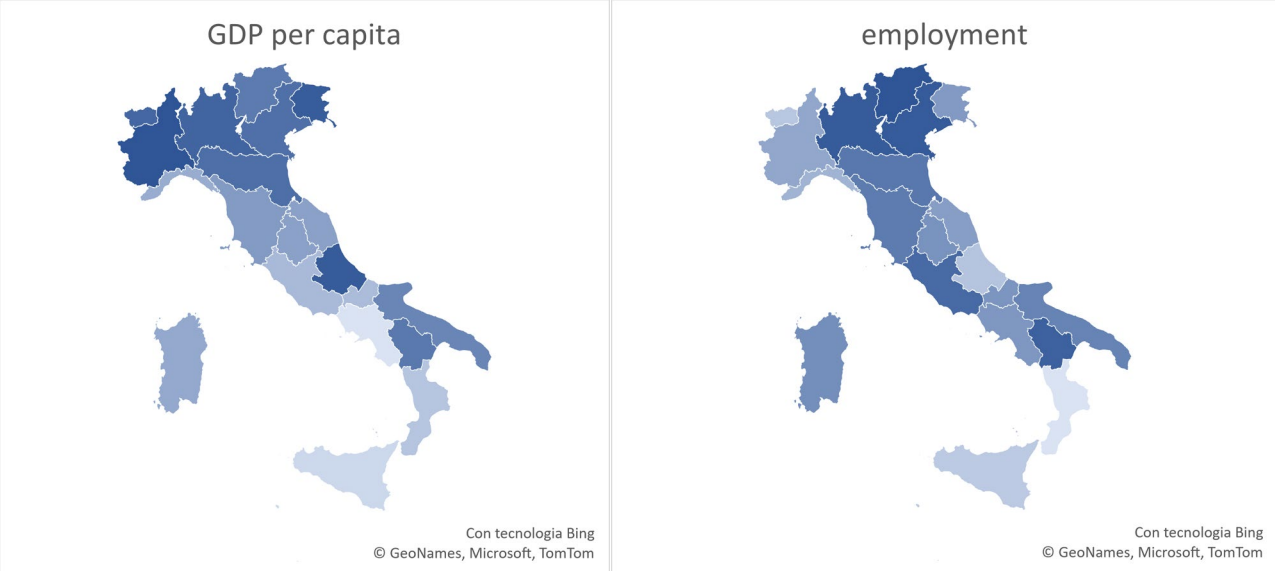 GDP per capita
Con tecnologia Bing
© GeoNames, Microsoft, TomTom
employment
Con tecnologia Bing
© GeoNames, Microsoft, TomTom